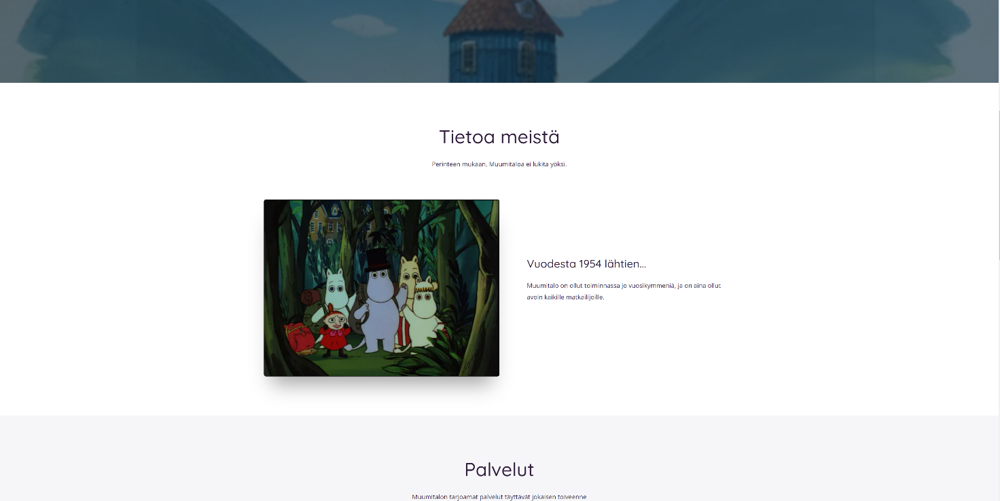 Tietoa meistä
Perinteen mukaan, Muumitaloa ei lukita yöksi.
Vuodesta 1954 lähtien...
Muumitalo on ollut toiminnassa jo vuosikymmeniä, ja on aina ollut
avoin kaikille matkailijoille.
Palvelut
Muumitalon tarjoamat palvelut täyttävät jokaisen toiveenne